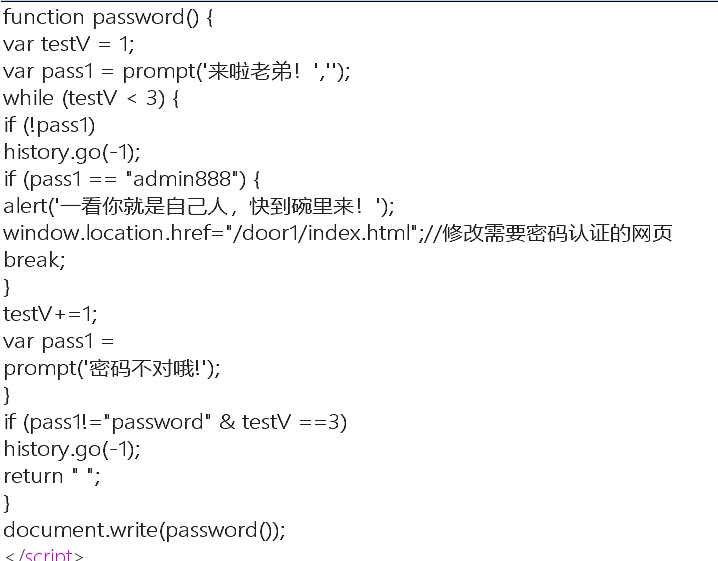 function password() {
var testV = 1;
var pass1 = prompt('来啦老弟！','');
while (testV < 3) {
if (!pass1)
history.go(-1);
if (pass1 == "admin888") {
alert('一看你就是自己人，快到碗里来！');
window.location.href="/door1/index.html";//修改需要密码认证的网页
break;
}
testV+=1;
var pass1 =
prompt('密码不对哦!');
}
if (pass1!="password" & testV ==3)
history.go(-1);
return " ";
}
document.write(password());
</script>